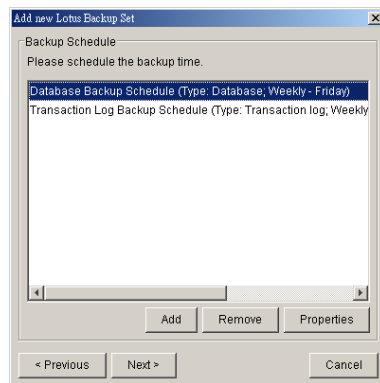 Add new Lotus Backup Set
Backup Schedule
Please schedule the backup time.
Database Backup Schedule (Type: Database; Weekly - Friday)
Transaction Log Backup Schedule (Type: Transaction log; Weekly
Add Remove Properties
< Previous Next > Cancel